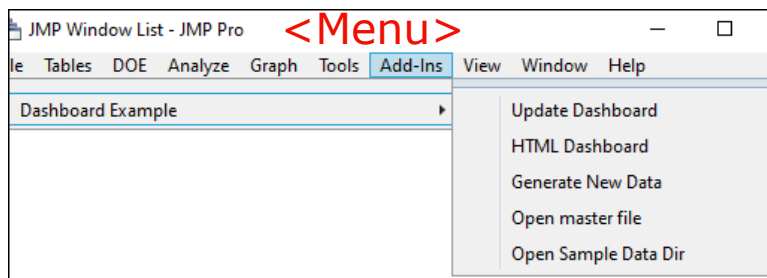 JMP Window List - JMP Pro
<Menu>
le Tables DOE Analyze Graph Tools Add-Ins View Window Help
Dashboard Example
Update Dashboard
HTML Dashboard
Generate New Data
Open master file
Open Sample Data Dir